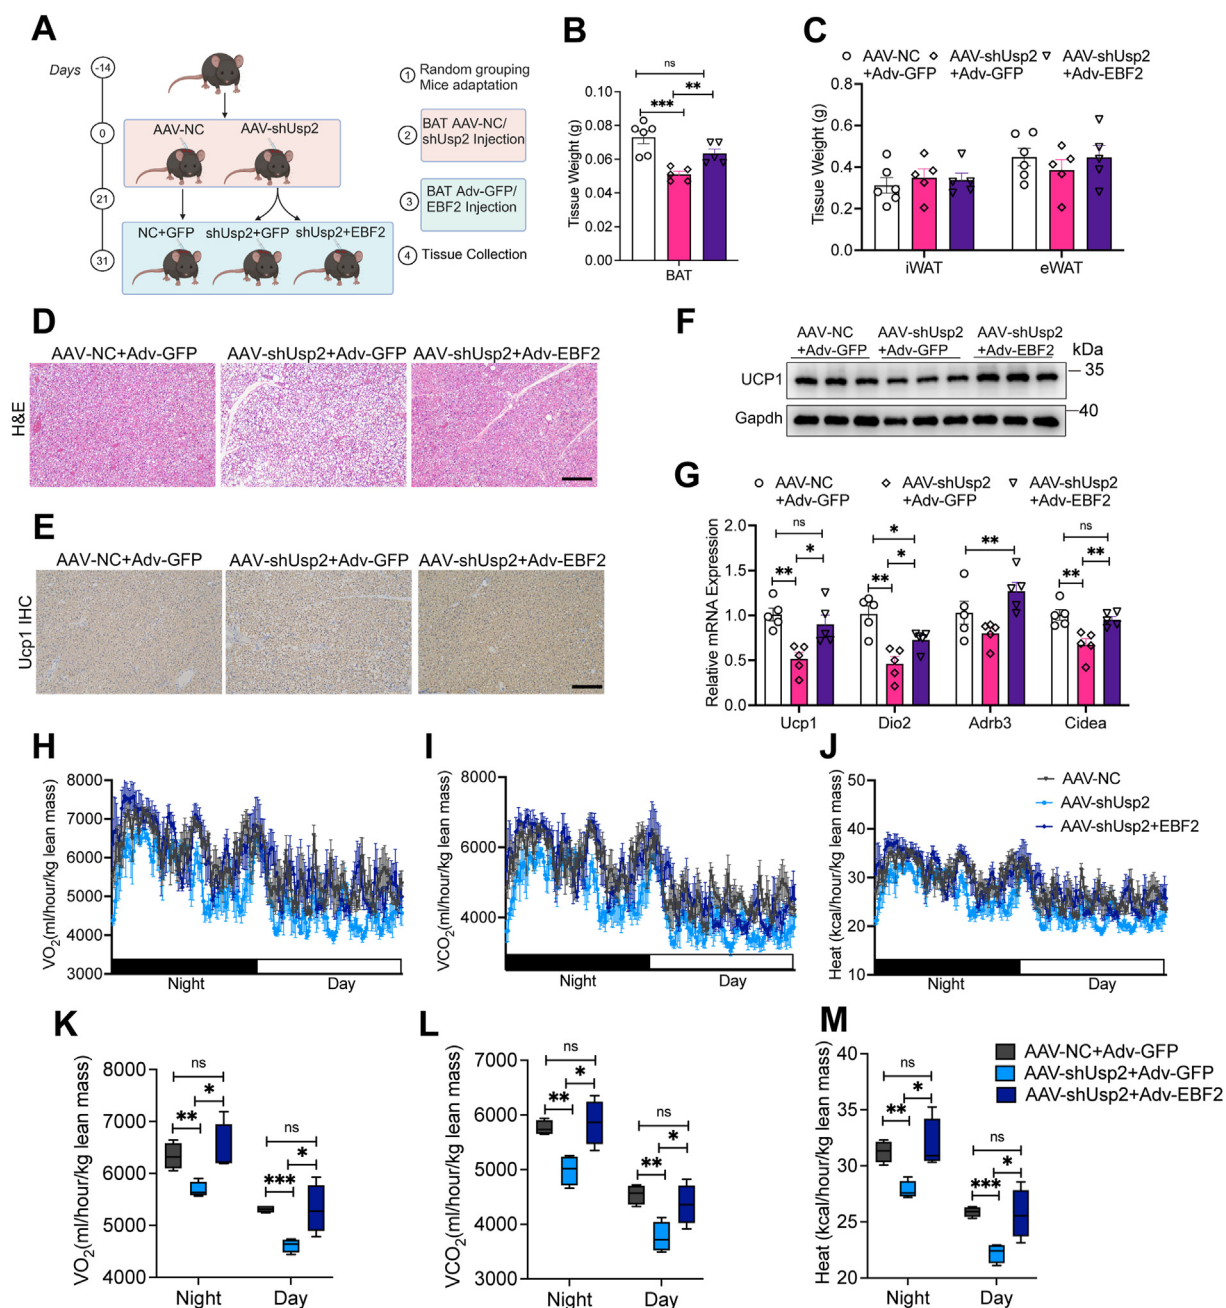 A
Days
-14
0
21
31
AAV-NC
AAV-shUsp2
NC+GFP
shUsp2+GFP
shUsp2+EBF2
1
Random grouping
Mice adaptation
2
BAT AAV-NC/
shUsp2 Injection
3
BAT Adv-GFP/
EBF2 Injection
4
Tissue Collection
B
Tissue Weight (g)
0.10
0.08
0.06
0.04
0.02
0.00
ns
***
**
BAT
C
AAV-NC
+Adv-GFP
AAV-shUsp2
+Adv-GFP
AAV-shUsp2
+Adv-EBF2
Tissue Weight (g)
0.8
0.6
0.4
0.2
0.0
iWAT
eWAT
D
AAV-NC+Adv-GFP
AAV-shUsp2+Adv-GFP
AAV-shUsp2+Adv-EBF2
H&E
E
AAV-NC+Adv-GFP
AAV-shUsp2+Adv-GFP
AAV-shUsp2+Adv-EBF2
Ucp1 IHC
F
AAV-NC
+Adv-GFP
AAV-shUsp2
+Adv-GFP
AAV-shUsp2
+Adv-EBF2
kDa
UCP1
35
Gapdh
40
G
AAV-NC
+Adv-GFP
AAV-shUsp2
+Adv-GFP
AAV-shUsp2
+Adv-EBF2
Relative mRNA Expression
2.0
1.5
1.0
0.5
0.0
ns
**
*
*
**
*
**
ns
**
**
Ucp1
Dio2
Adrb3
Cidea
H
VO2(ml/hour/kg lean mass)
8000
7000
6000
5000
4000
3000
Night
Day
I
VCO2(ml/hour/kg lean mass)
8000
6000
4000
Night
Day
J
Heat (kcal/hour/kg lean mass)
50
40
30
20
10
AAV-NC
AAV-shUsp2
AAV-shUsp2+EBF2
Night
Day
K
VO2(ml/hour/kg lean mass)
8000
7000
6000
5000
4000
ns
**
*
ns
***
*
Night
Day
L
VCO2(ml/hour/kg lean mass)
7000
6000
5000
4000
3000
ns
**
*
ns
**
*
Night
Day
M
Heat (kcal/hour/kg lean mass)
40
35
30
25
20
ns
**
*
ns
***
*
Night
Day
AAV-NC+Adv-GFP
AAV-shUsp2+Adv-GFP
AAV-shUsp2+Adv-EBF2